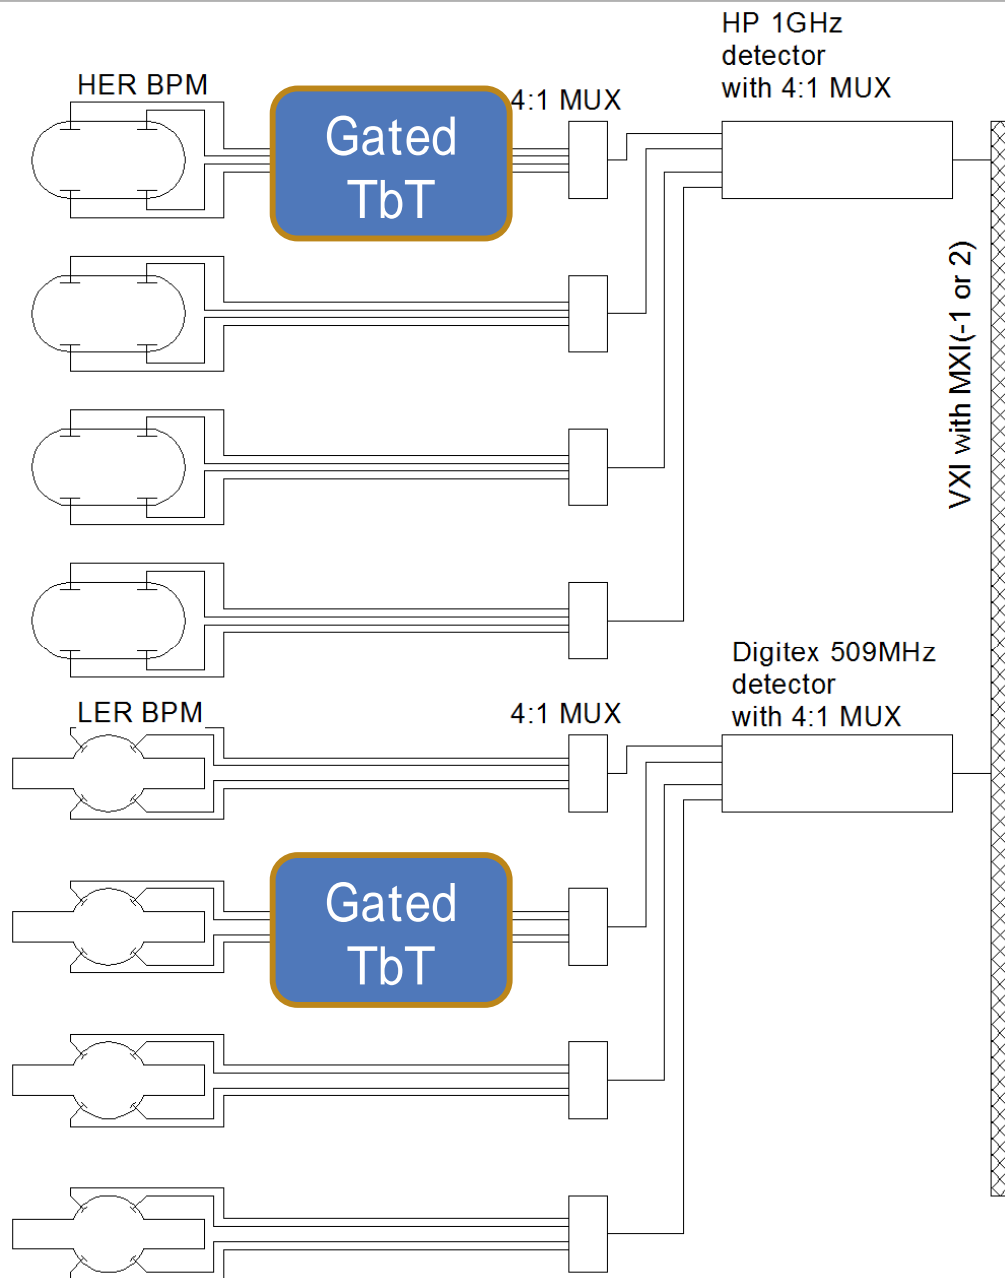 HP 1GHz
detector
with 4:1 MUX
HER BPM
4:1 MUX
Gated
TbT
VXI with MXI(-1 or 2)
Digitex 509MHz
detector
with 4:1 MUX
LER BPM
4:1 MUX
Gated
TbT